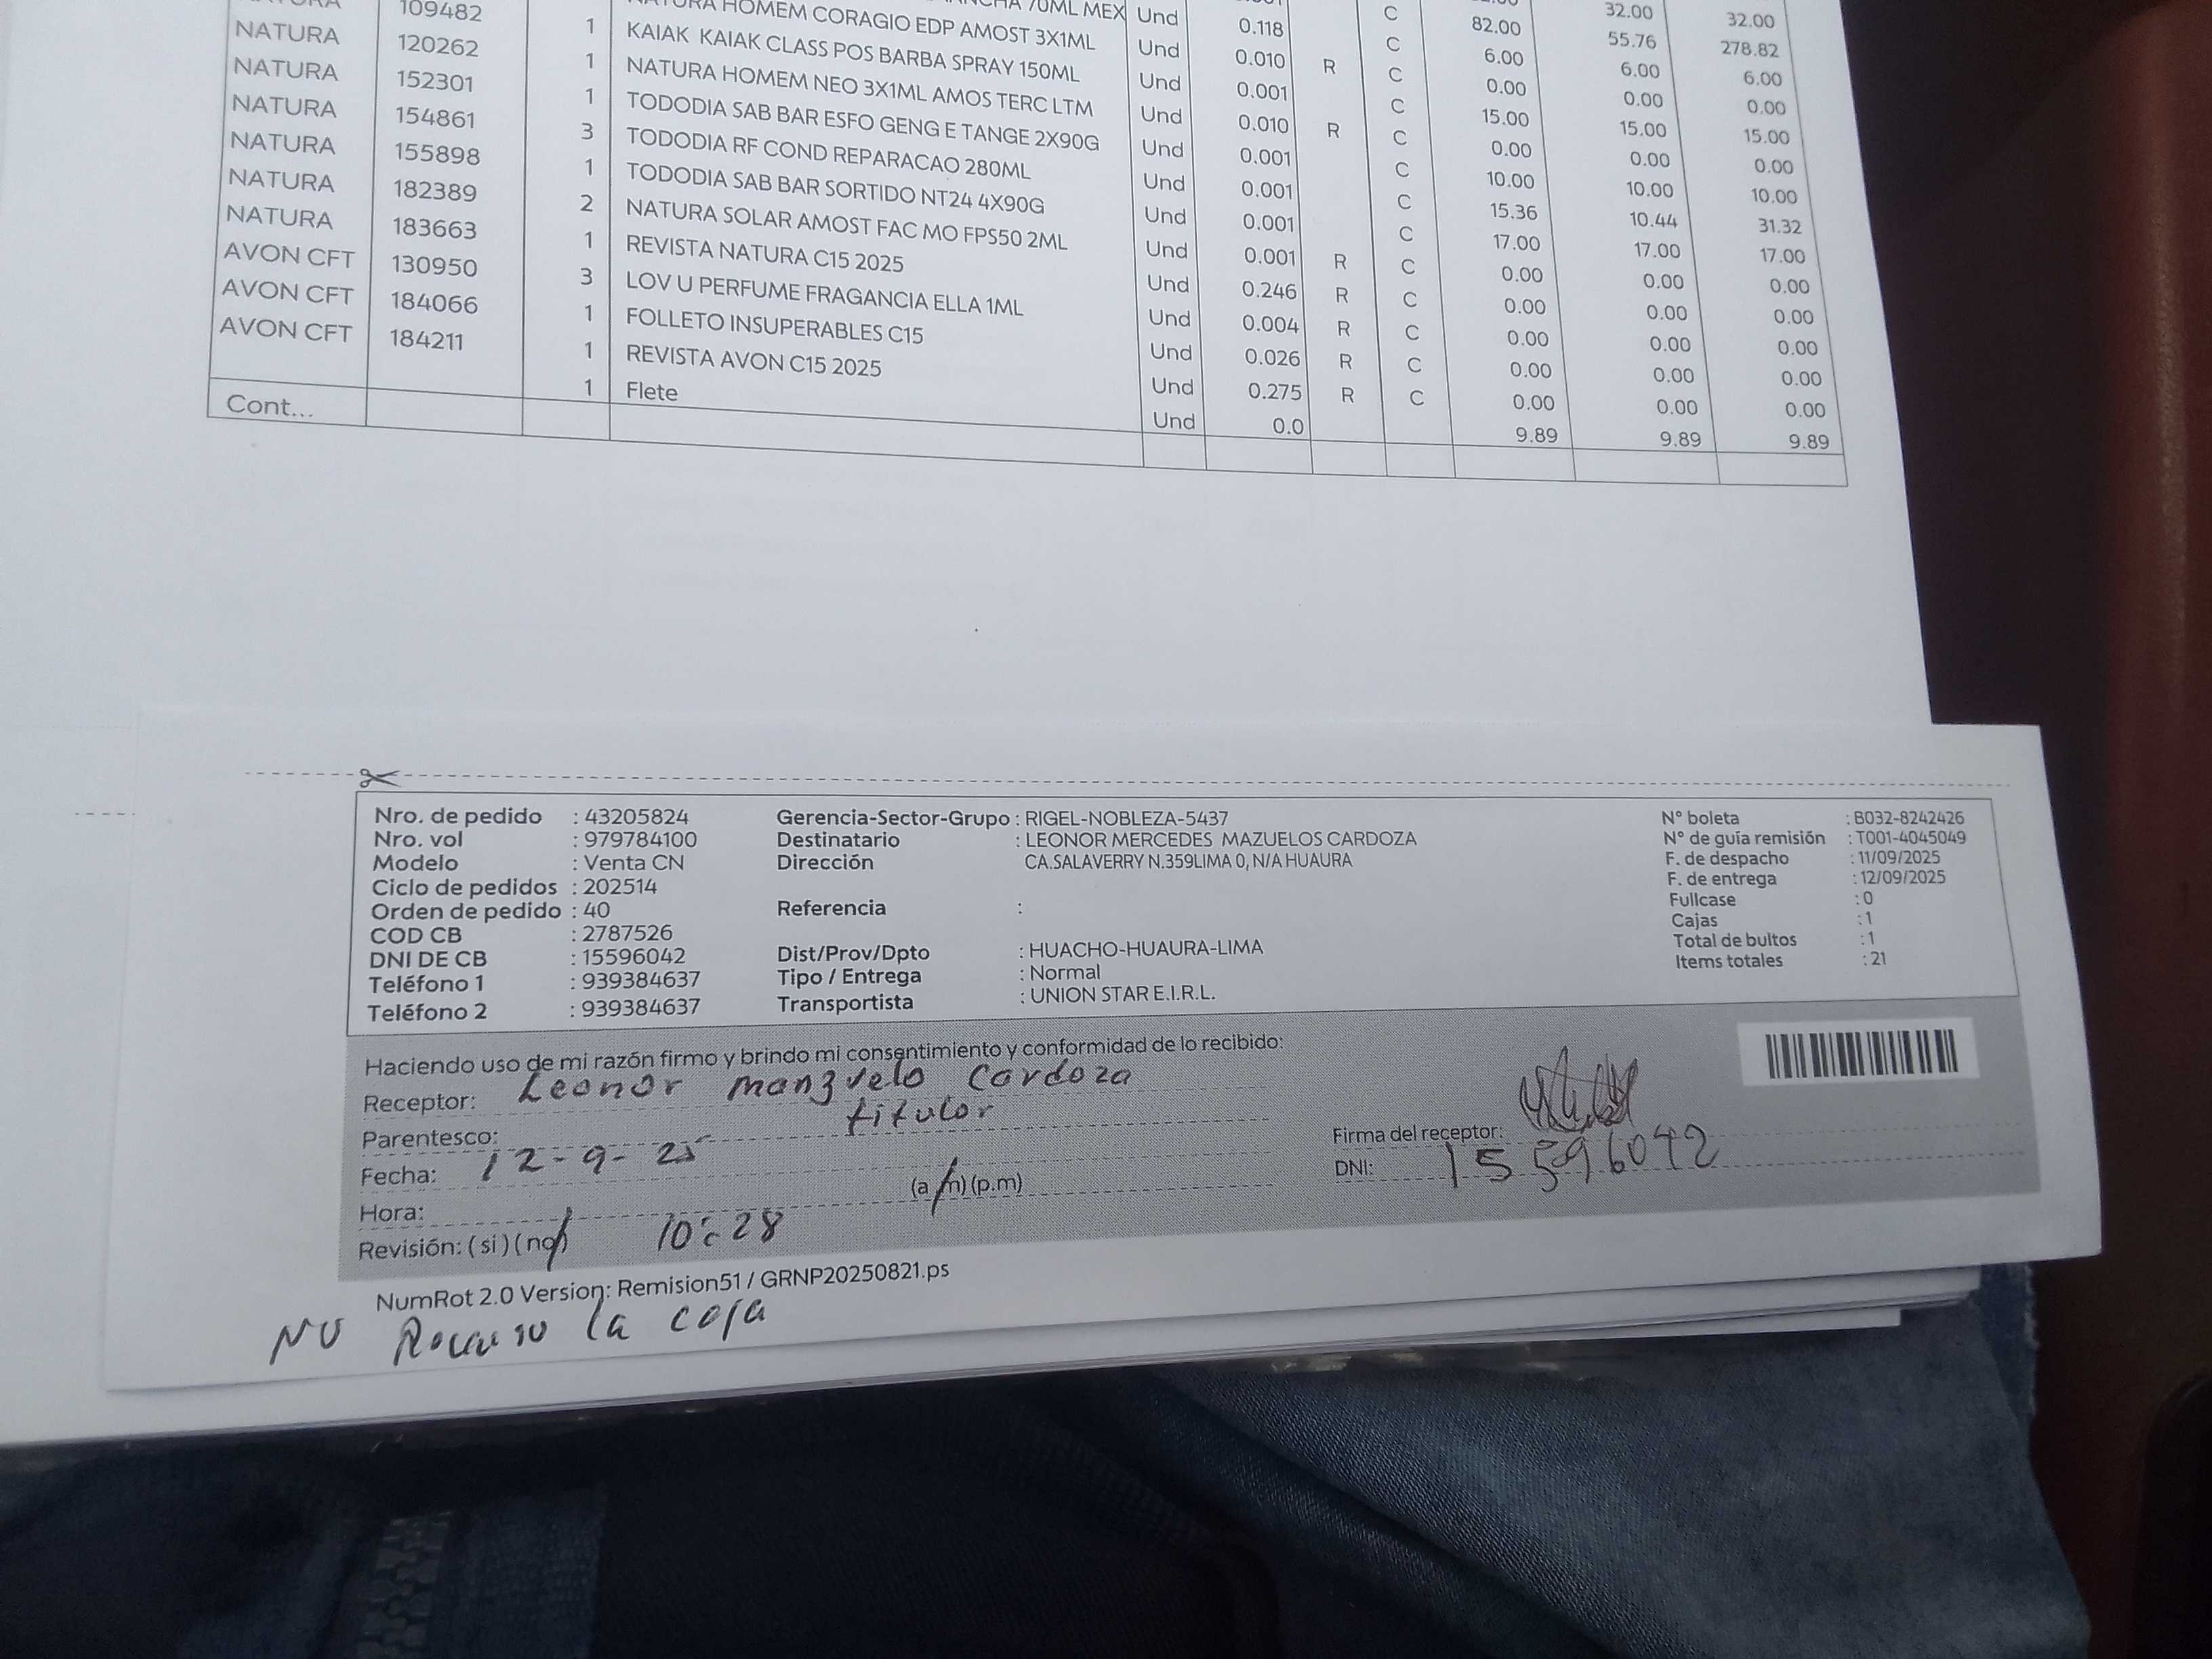 NATURA 109482 70ML MEX Und 32.00 32.00
NATURA 120262 1 NATURA HOMEM CORAGIO EDP AMOST 3X1ML Und 0.118 C 82.00 55.76 278.82
NATURA 152301 1 KAIAK KAIAK CLASS POS BARBA SPRAY 150ML Und 0.010 R C 6.00 6.00 6.00
NATURA 154861 1 NATURA HOMEM NEO 3X1ML AMOS TERC LTM Und 0.001 C 0.00 0.00 0.00
NATURA 155898 3 TODODIA SAB BAR ESFO GENG E TANGE 2X90G Und 0.010 R C 15.00 15.00 15.00
NATURA 182389 1 TODODIA RF COND REPARACAO 280ML Und 0.001 C 0.00 0.00 0.00
NATURA 183663 2 TODODIA SAB BAR SORTIDO NT24 4X90G Und 0.001 C 10.00 10.00 10.00
AVON CFT 130950 1 NATURA SOLAR AMOST FAC MO FPS50 2ML Und 0.001 C 15.36 10.44 31.32
AVON CFT 184066 3 REVISTA NATURA C15 2025 Und 0.001 R C 17.00 17.00 17.00
AVON CFT 184211 1 LOV U PERFUME FRAGANCIA ELLA 1ML Und 0.246 R C 0.00 0.00 0.00
1 FOLLETO INSUPERABLES C15 Und 0.004 R C 0.00 0.00 0.00
1 REVISTA AVON C15 2025 Und 0.026 R C 0.00 0.00 0.00
Flete Und 0.275 R C 0.00 0.00 0.00
Cont... Und 0.0 9.89 9.89 9.89
Nro. de pedido : 43205824 Gerencia-Sector-Grupo : RIGEL-NOBLEZA-5437 N° boleta : B032-8242426
Nro. vol : 979784100 Destinatario : LEONOR MERCEDES MAZUELOS CARDOZA N° de guía remisión : T001-4045049
Modelo : Venta CN Dirección CA.SALAVERRY N.359LIMA 0, N/A HUAURA F. de despacho : 11/09/2025
Ciclo de pedidos : 202514 F. de entrega : 12/09/2025
Orden de pedido : 40 Referencia : Fullcase : 0
COD CB : 2787526 Cajas : 1
DNI DE CB : 15596042 Dist/Prov/Dpto : HUACHO-HUAURA-LIMA Total de bultos : 1
Teléfono 1 : 939384637 Tipo / Entrega : Normal Items totales : 21
Teléfono 2 : 939384637 Transportista : UNION STAR E.I.R.L.
Haciendo uso de mi razón firmo y brindo mi consentimiento y conformidad de lo recibido:
Receptor: Leonor manzvelo Cardoza
Parentesco: titulor Firma del receptor:
Fecha: 12-9-25 DNI: 15596042
Hora: (a.m) (p.m)
Revisión: (si) (no) 10:28
NumRot 2.0 Version: Remision51 / GRNP20250821.ps
NO la caja